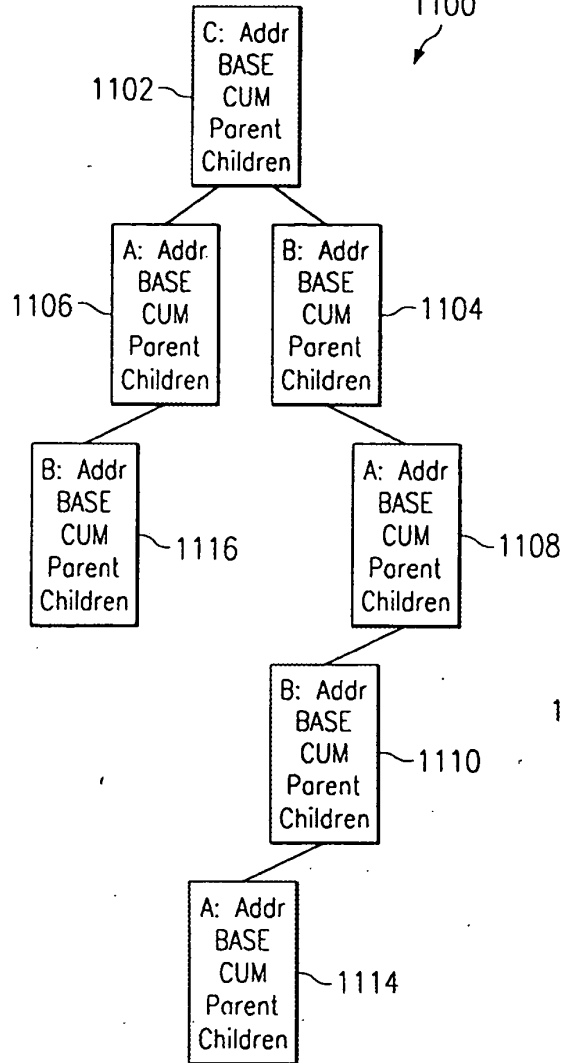 1100
C: Addr
BASE
CUM
Parent
Children
1102
A: Addr
BASE
CUM
Parent
Children
1106
B: Addr
BASE
CUM
Parent
Children
1104
B: Addr
BASE
CUM
Parent
Children
1116
A: Addr
BASE
CUM
Parent
Children
1108
B: Addr
BASE
CUM
Parent
Children
1110
1
A: Addr
BASE
CUM
Parent
Children
1114